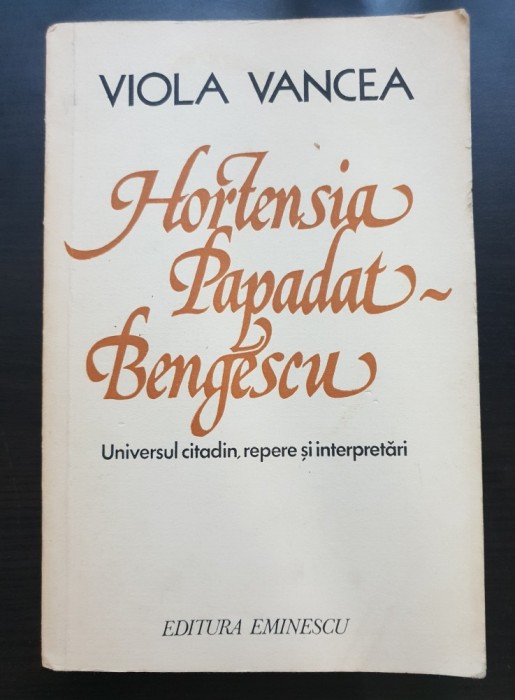 VIOLA VANCEA
Hortensia
Papadat-
Bengescu
Universul citadin, repere și interpretări
EDITURA EMINESCU